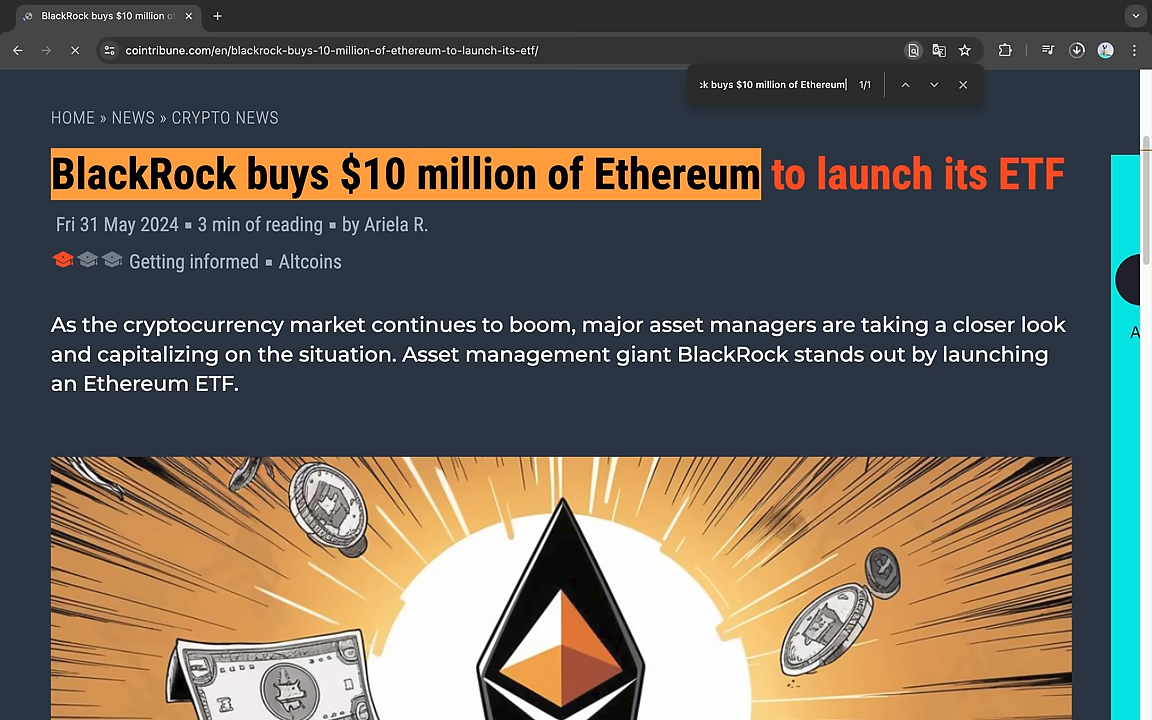 BlackRock buys $10 million o
cointribune.com/en/blackrock-buys-10-million-of-ethereum-to-launch-its-etf/
buys $10 million of Ethereum
1/1
HOME » NEWS » CRYPTO NEWS
BlackRock buys $10 million of Ethereum to launch its ETF
Fri 31 May 2024 ▪ 3 min of reading ▪ by Ariela R.
Getting informed ▪ Altcoins
As the cryptocurrency market continues to boom, major asset managers are taking a closer look
and capitalizing on the situation. Asset management giant BlackRock stands out by launching
an Ethereum ETF.
A